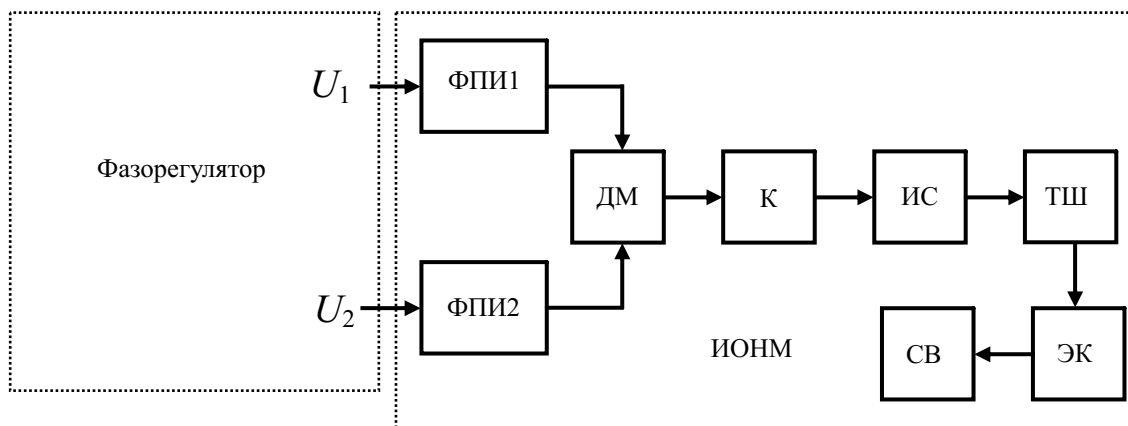 U1
ФПИ1
Фазорегулятор
ДМ
К
ИС
ТШ
U2
ФПИ2
ИОНМ
СВ
ЭК